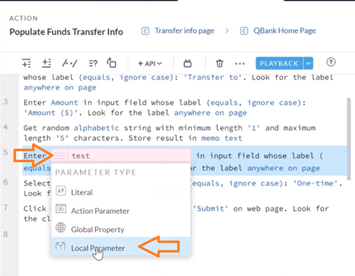 ACTION
Populate Funds Transfer Info
Transfer info page
QBank Home Page
+ API
PLAYBACK
whose label (equals, ignore case): 'Transfer to'. Look for the label
anywhere on page
3 Enter Amount in input field whose label (equals, ignore case):
'Amount ($)'. Look for the label anywhere on page
4 Get random alphabetic string with minimum length '1' and maximum
length '5' characters. Store result in memo text
5 Enter test in input field whose label (
equals the label anywhere on page
PARAMETER TYPE
6 Select equals, ignore case): 'One-time'.
Look f
Literal
Action Parameter
7 Click 'Submit' on web page. Look for
the cl
Global Property
8
Local Parameter